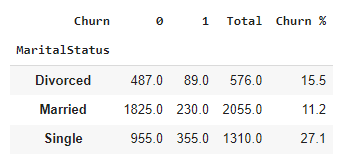 Churn 0 1 Total Churn %
MaritalStatus
Divorced 487.0 89.0 576.0 15.5
Married 1825.0 230.0 2055.0 11.2
Single 955.0 355.0 1310.0 27.1